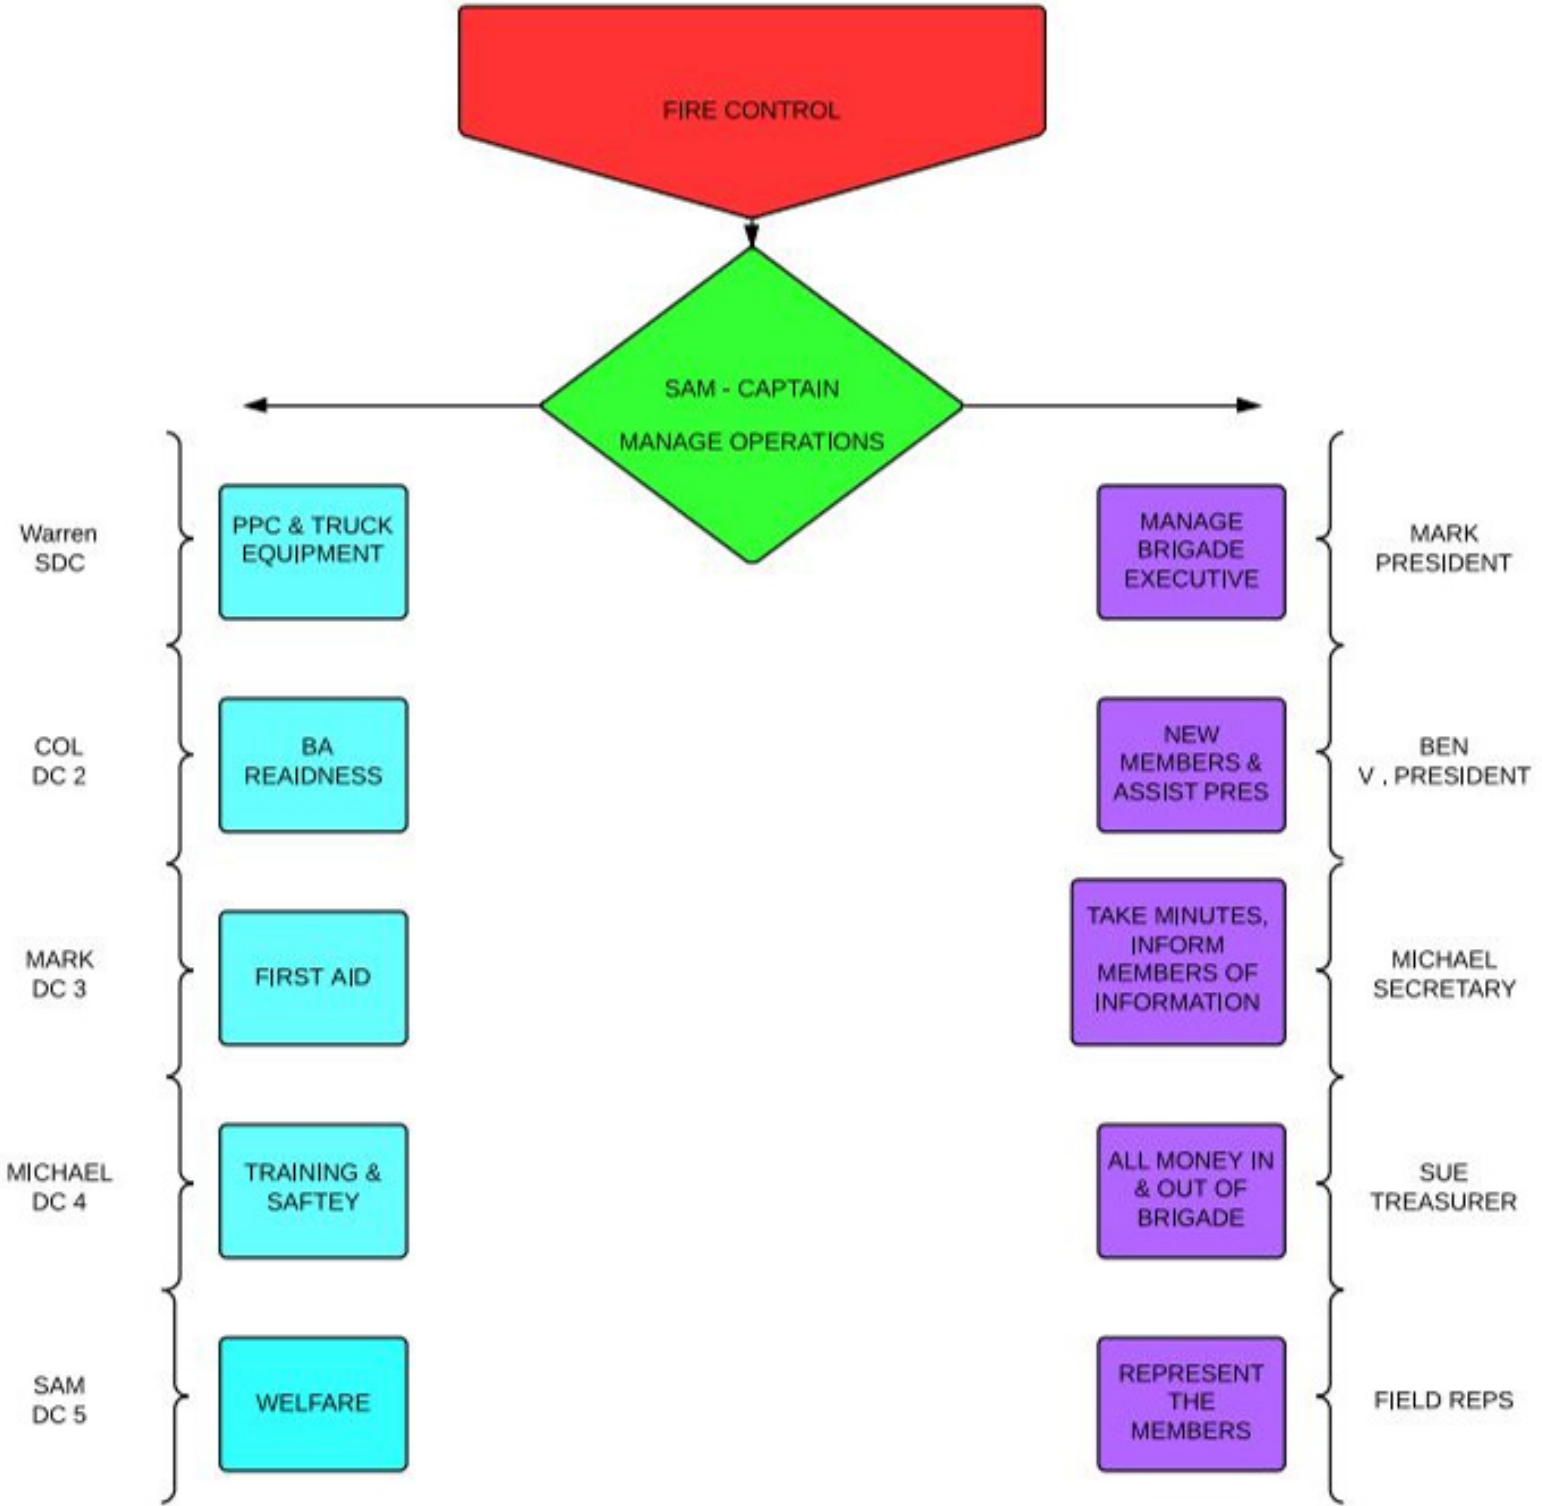 FIRE CONTROL
SAM - CAPTAIN
MANAGE OPERATIONS
Warren
SDC
PPC & TRUCK
EQUIPMENT
MANAGE
BRIGADE
EXECUTIVE
MARK
PRESIDENT
COL
DC 2
BA
REAIDNESS
NEW
MEMBERS &
ASSIST PRES
BEN
V . PRESIDENT
MARK
DC 3
FIRST AID
TAKE MINUTES,
INFORM
MEMBERS OF
INFORMATION
MICHAEL
SECRETARY
MICHAEL
DC 4
TRAINING &
SAFTEY
ALL MONEY IN
& OUT OF
BRIGADE
SUE
TREASURER
SAM
DC 5
WELFARE
REPRESENT
THE
MEMBERS
FIELD REPS